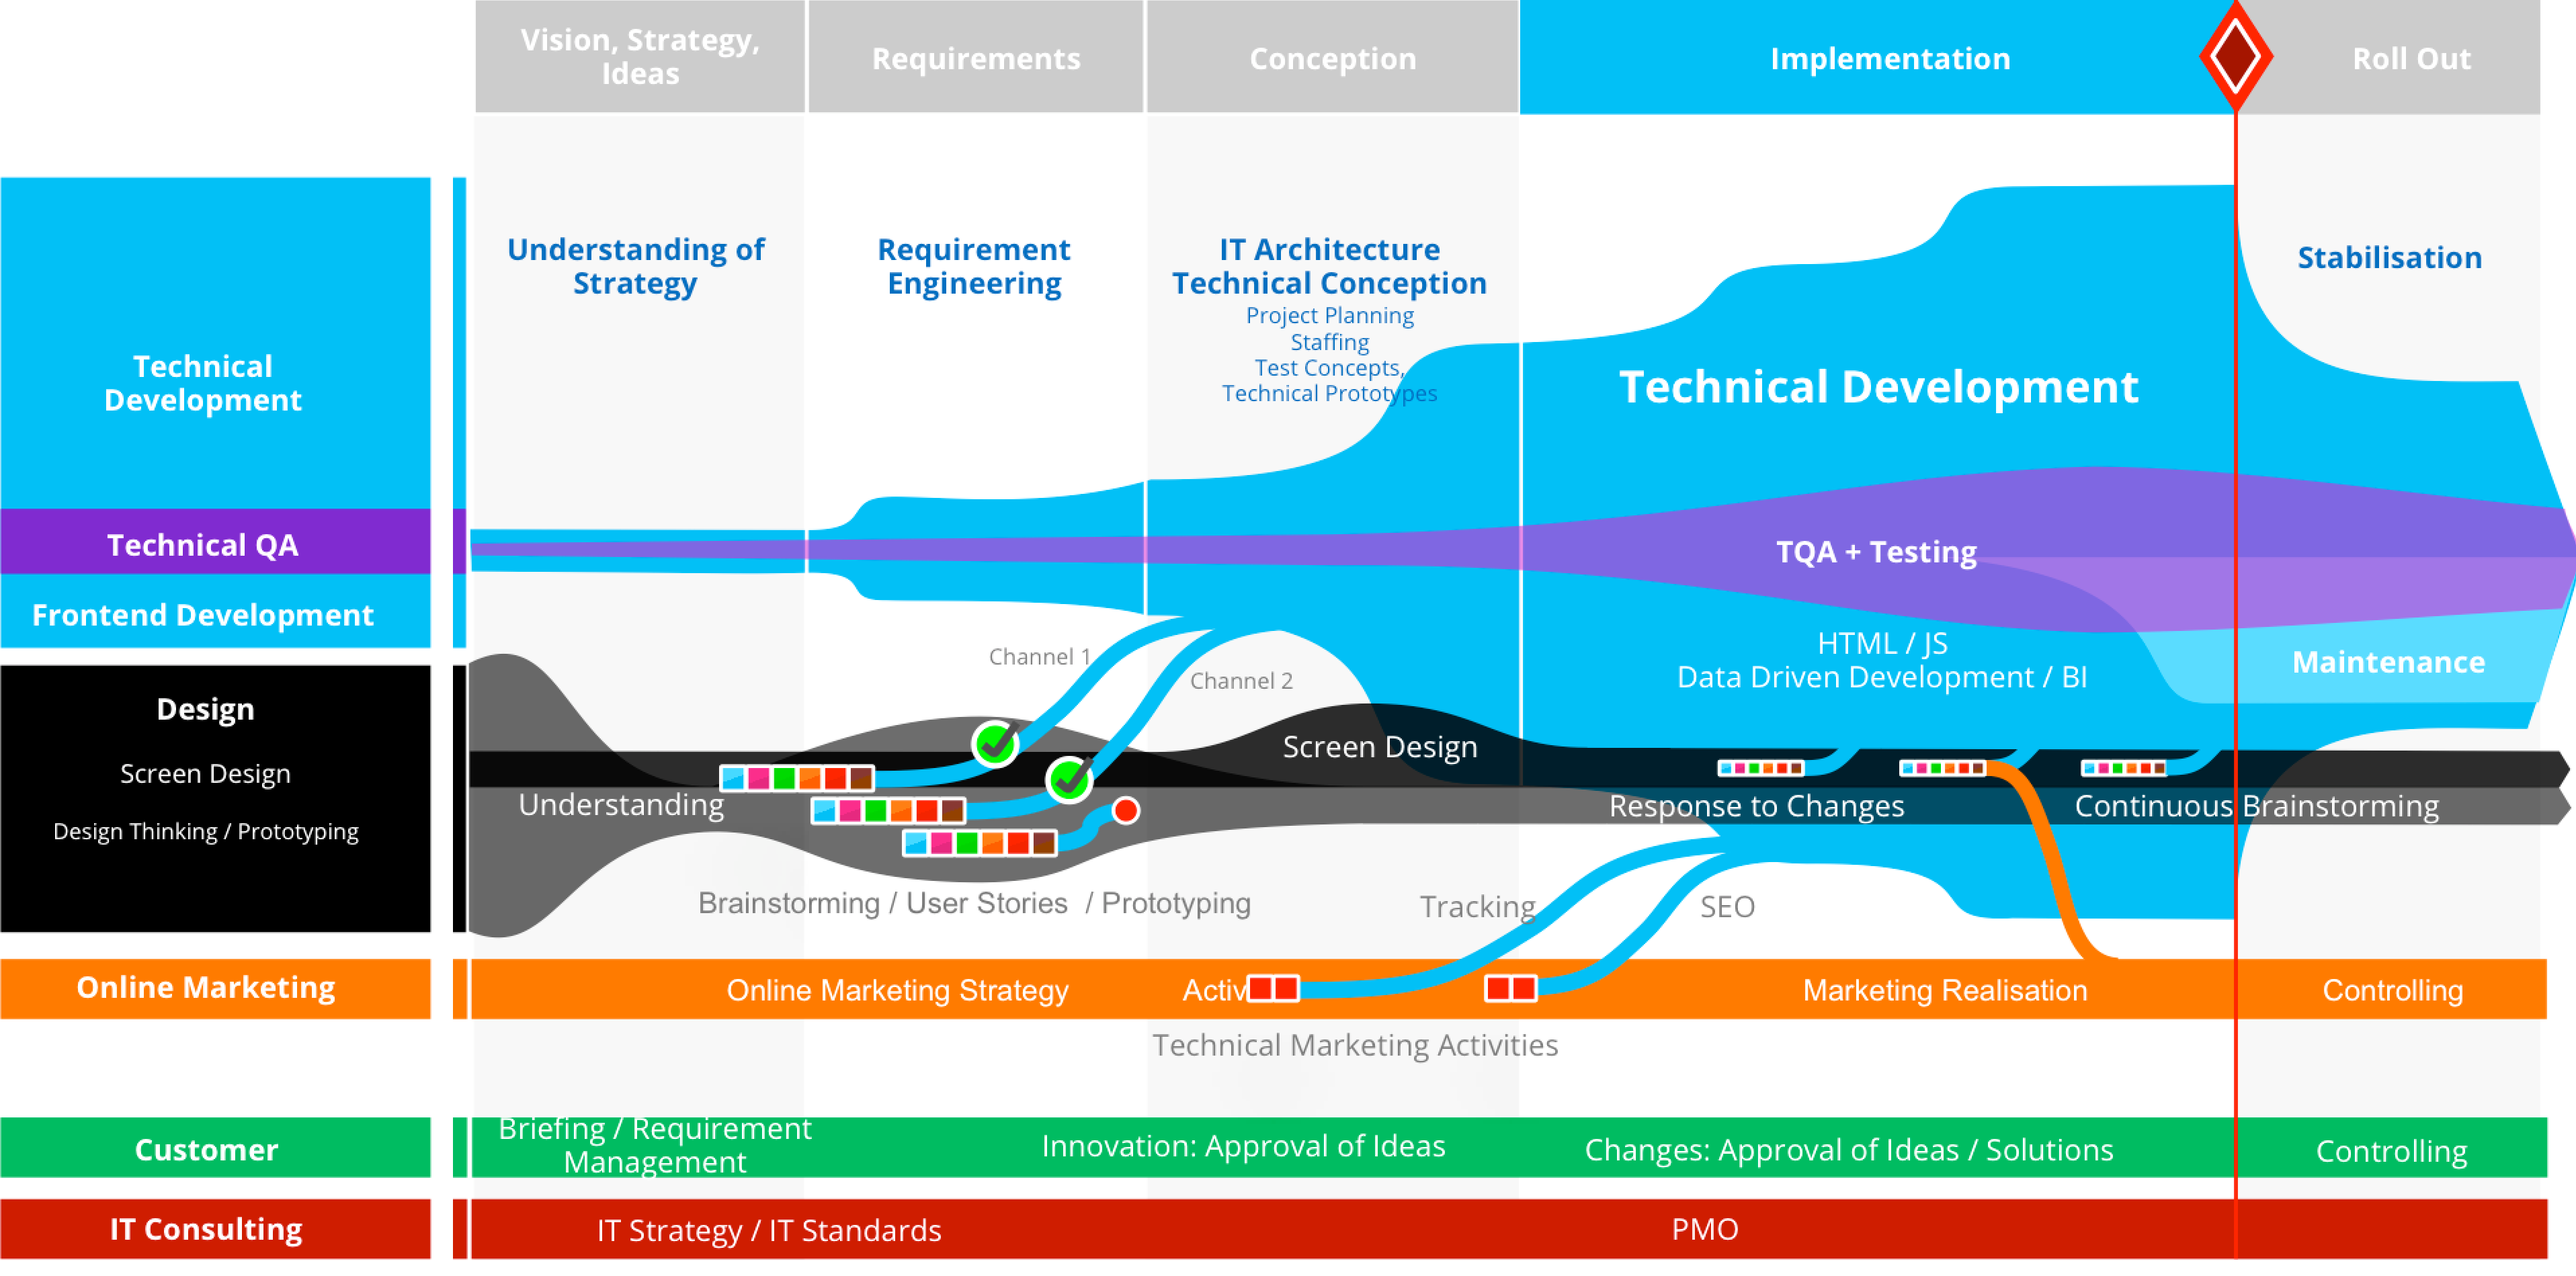 Vision, Strategy,
Ideas
Requirements
Conception
Implementation
Roll Out
Understanding of
Strategy
Requirement
Engineering
IT Architecture
Technical Conception
Project Planning
Staffing
Test Concepts,
Technical Prototypes
Stabilisation
Technical
Development
Technical Development
Technical QA
TQA + Testing
Frontend Development
HTML / JS
Data Driven Development / BI
Maintenance
Channel 1
Channel 2
Design
Screen Design
Design Thinking / Prototyping
Screen Design
Understanding
Response to Changes
Continuous Brainstorming
Brainstorming / User Stories / Prototyping
Tracking
SEO
Online Marketing
Online Marketing Strategy
Activ
Marketing Realisation
Controlling
Technical Marketing Activities
Customer
Briefing / Requirement
Management
Innovation: Approval of Ideas
Changes: Approval of Ideas / Solutions
Controlling
IT Consulting
IT Strategy / IT Standards
PMO